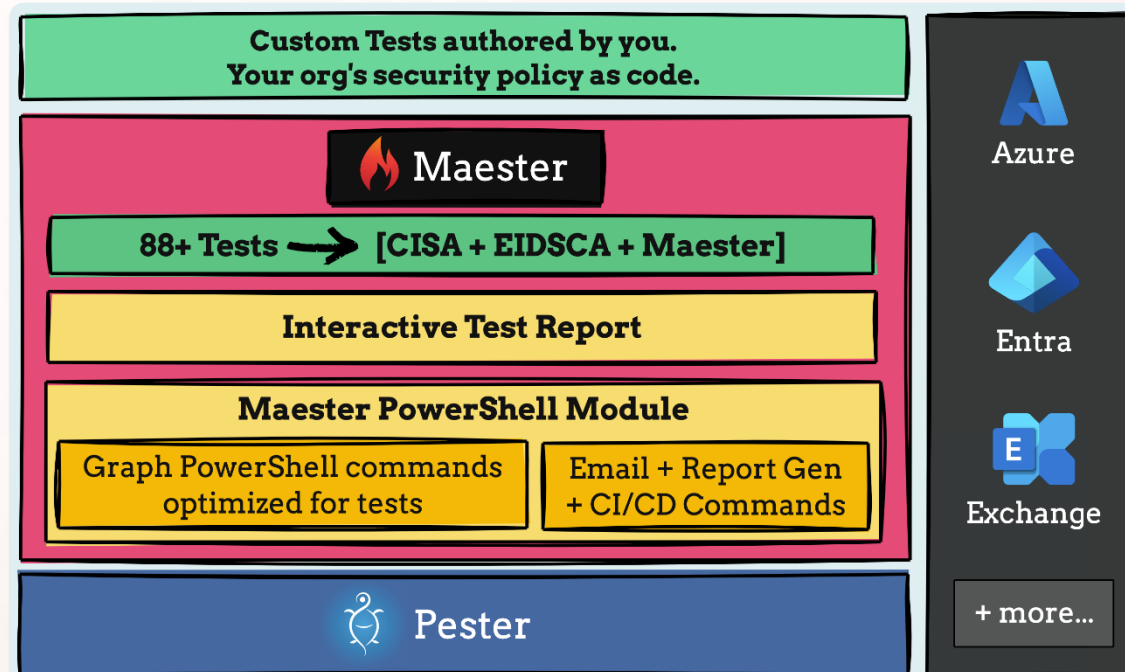 Custom Tests authored by you.
Your org's security policy as code.
Maester
88+ Tests [CISA + EIDSCA + Maester]
Interactive Test Report
Maester PowerShell Module
Graph PowerShell commands
optimized for tests
Email + Report Gen
+ CI/CD Commands
Pester
Azure
Entra
E
Exchange
+ more...